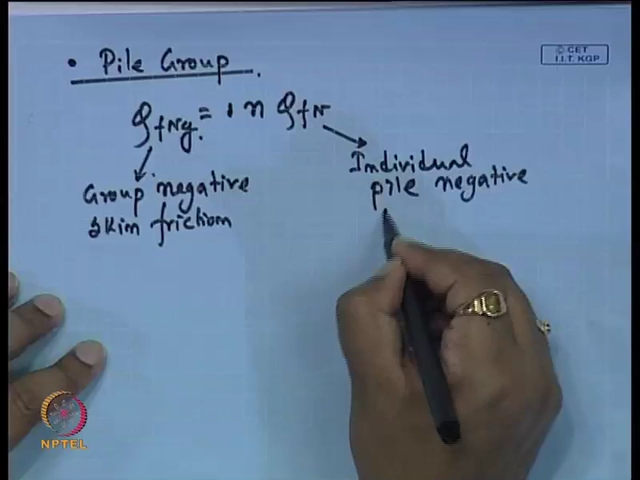 • Pile Group.
© CET
I.I.T. KGP
QfNg. = n QfN
Individual
pile negative
Group negative
skin friction
NPTEL